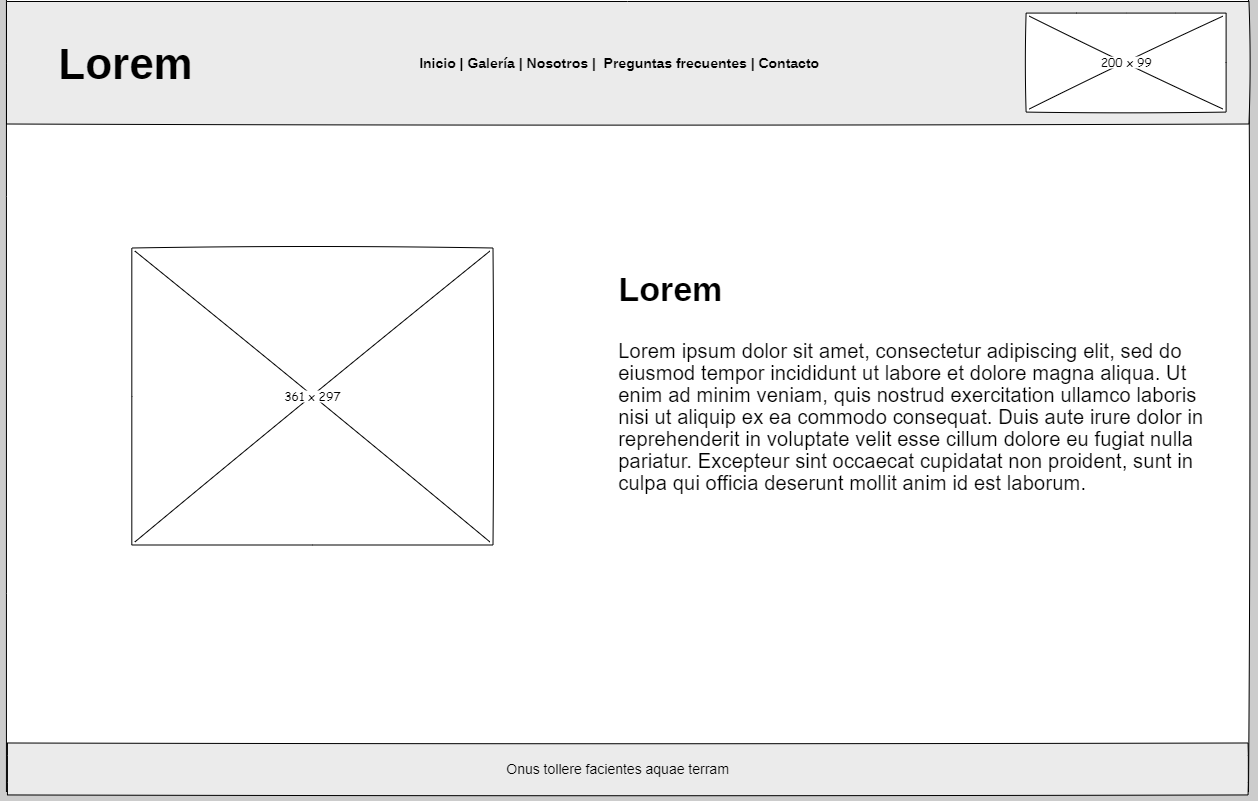 Lorem
Inicio | Galería | Nosotros | Preguntas frecuentes | Contacto
200 x 99
361 x 297
Lorem
Lorem ipsum dolor sit amet, consectetur adipiscing elit, sed do
eiusmod tempor incididunt ut labore et dolore magna aliqua. Ut
enim ad minim veniam, quis nostrud exercitation ullamco laboris
nisi ut aliquip ex ea commodo consequat. Duis aute irure dolor in
reprehenderit in voluptate velit esse cillum dolore eu fugiat nulla
pariatur. Excepteur sint occaecat cupidatat non proident, sunt in
culpa qui officia deserunt mollit anim id est laborum.
Onus tollere facientes aquae terram